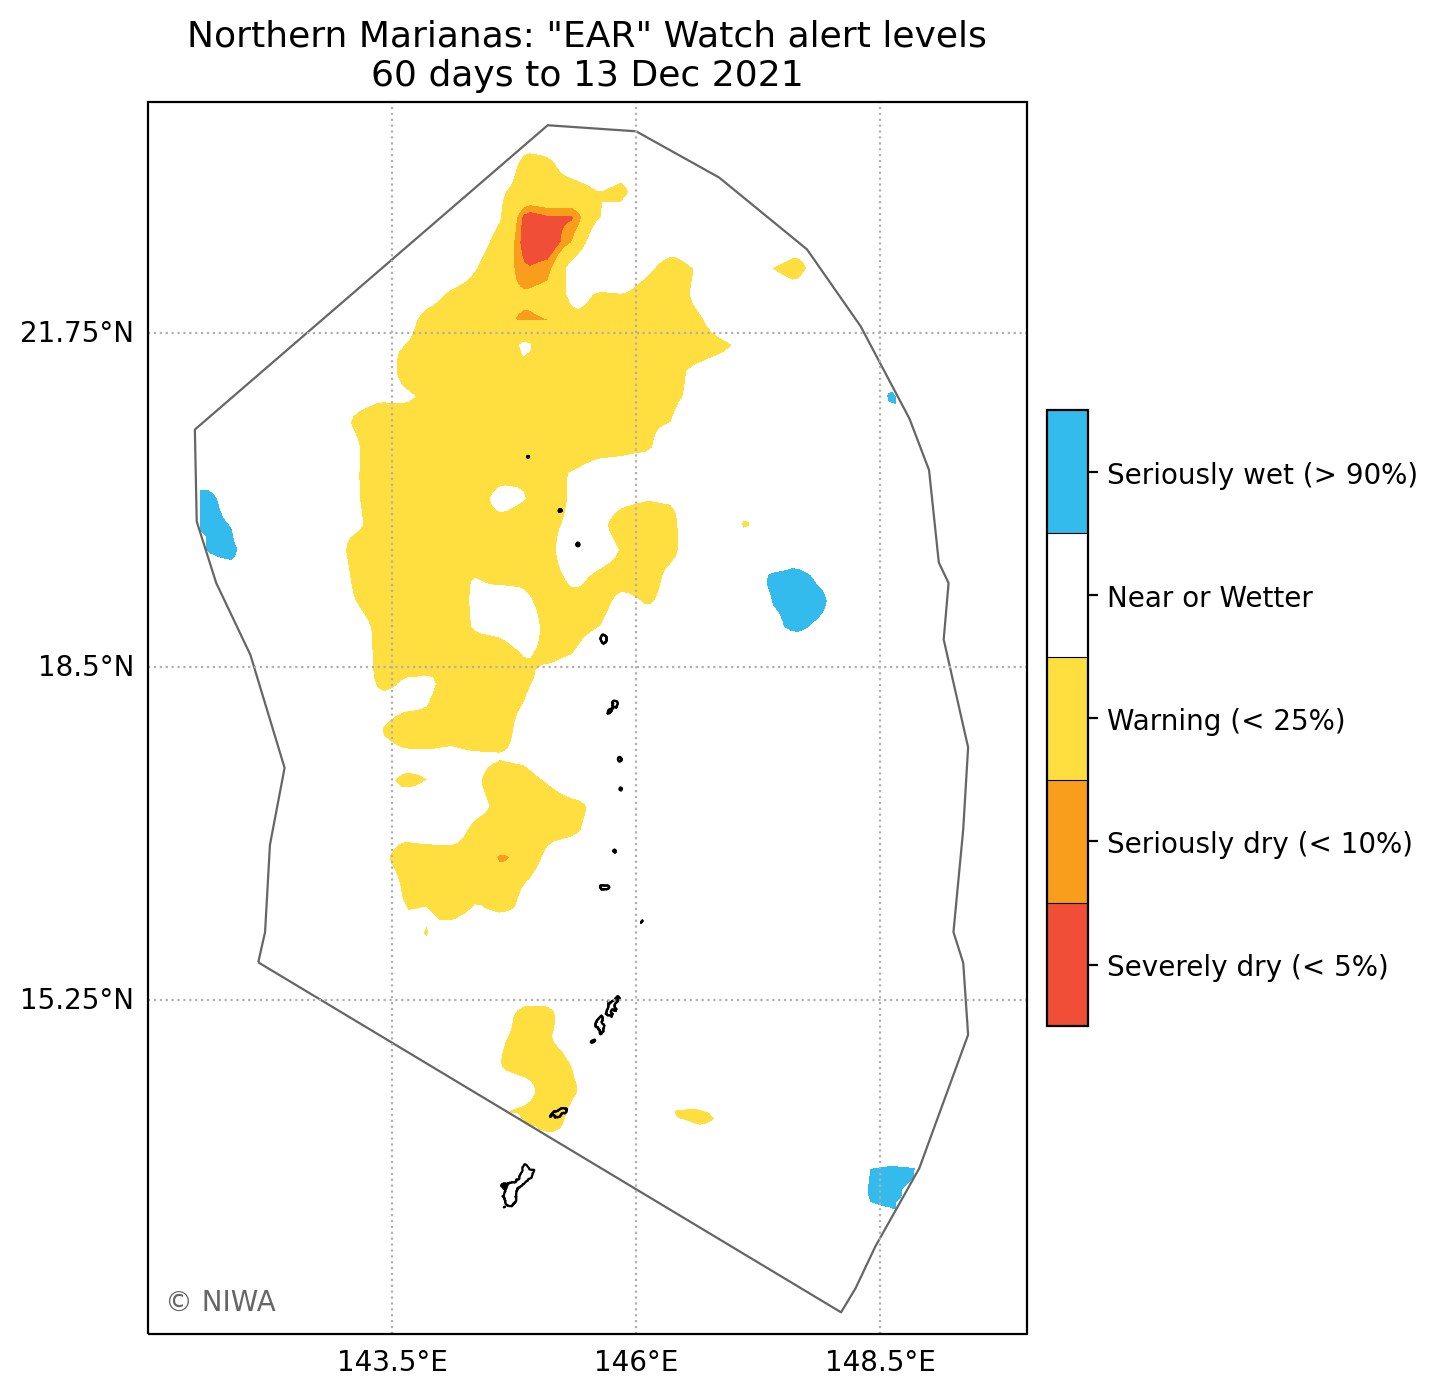 Northern Marianas: "EAR" Watch alert levels
60 days to 13 Dec 2021
21.75°N
18.5°N
15.25°N
143.5°E
146°E
148.5°E
© NIWA
Seriously wet (> 90%)
Near or Wetter
Warning (< 25%)
Seriously dry (< 10%)
Severely dry (< 5%)